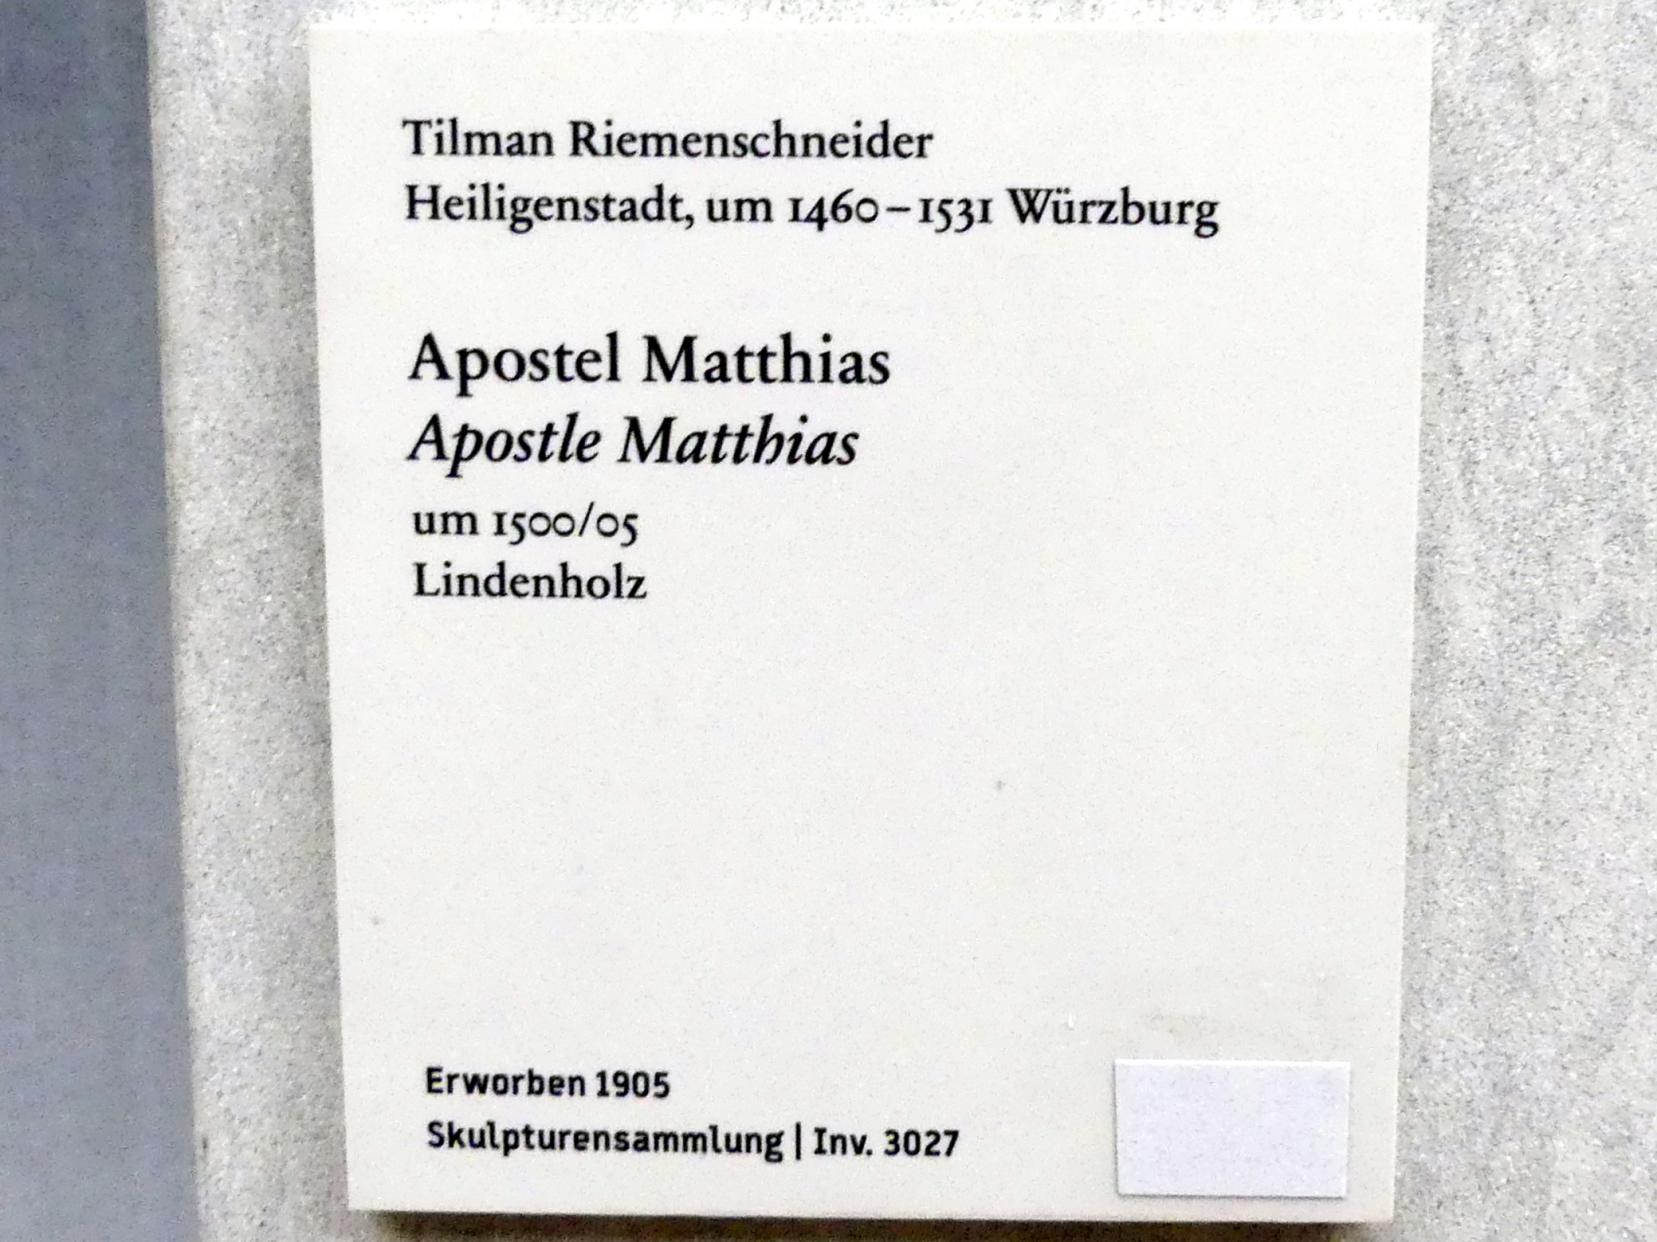 Tilman Riemenschneider
Heiligenstadt, um 1460–1531 Würzburg
Apostel Matthias
Apostle Matthias
um 1500/05
Lindenholz
Erworben 1905
Skulpturensammlung | Inv. 3027